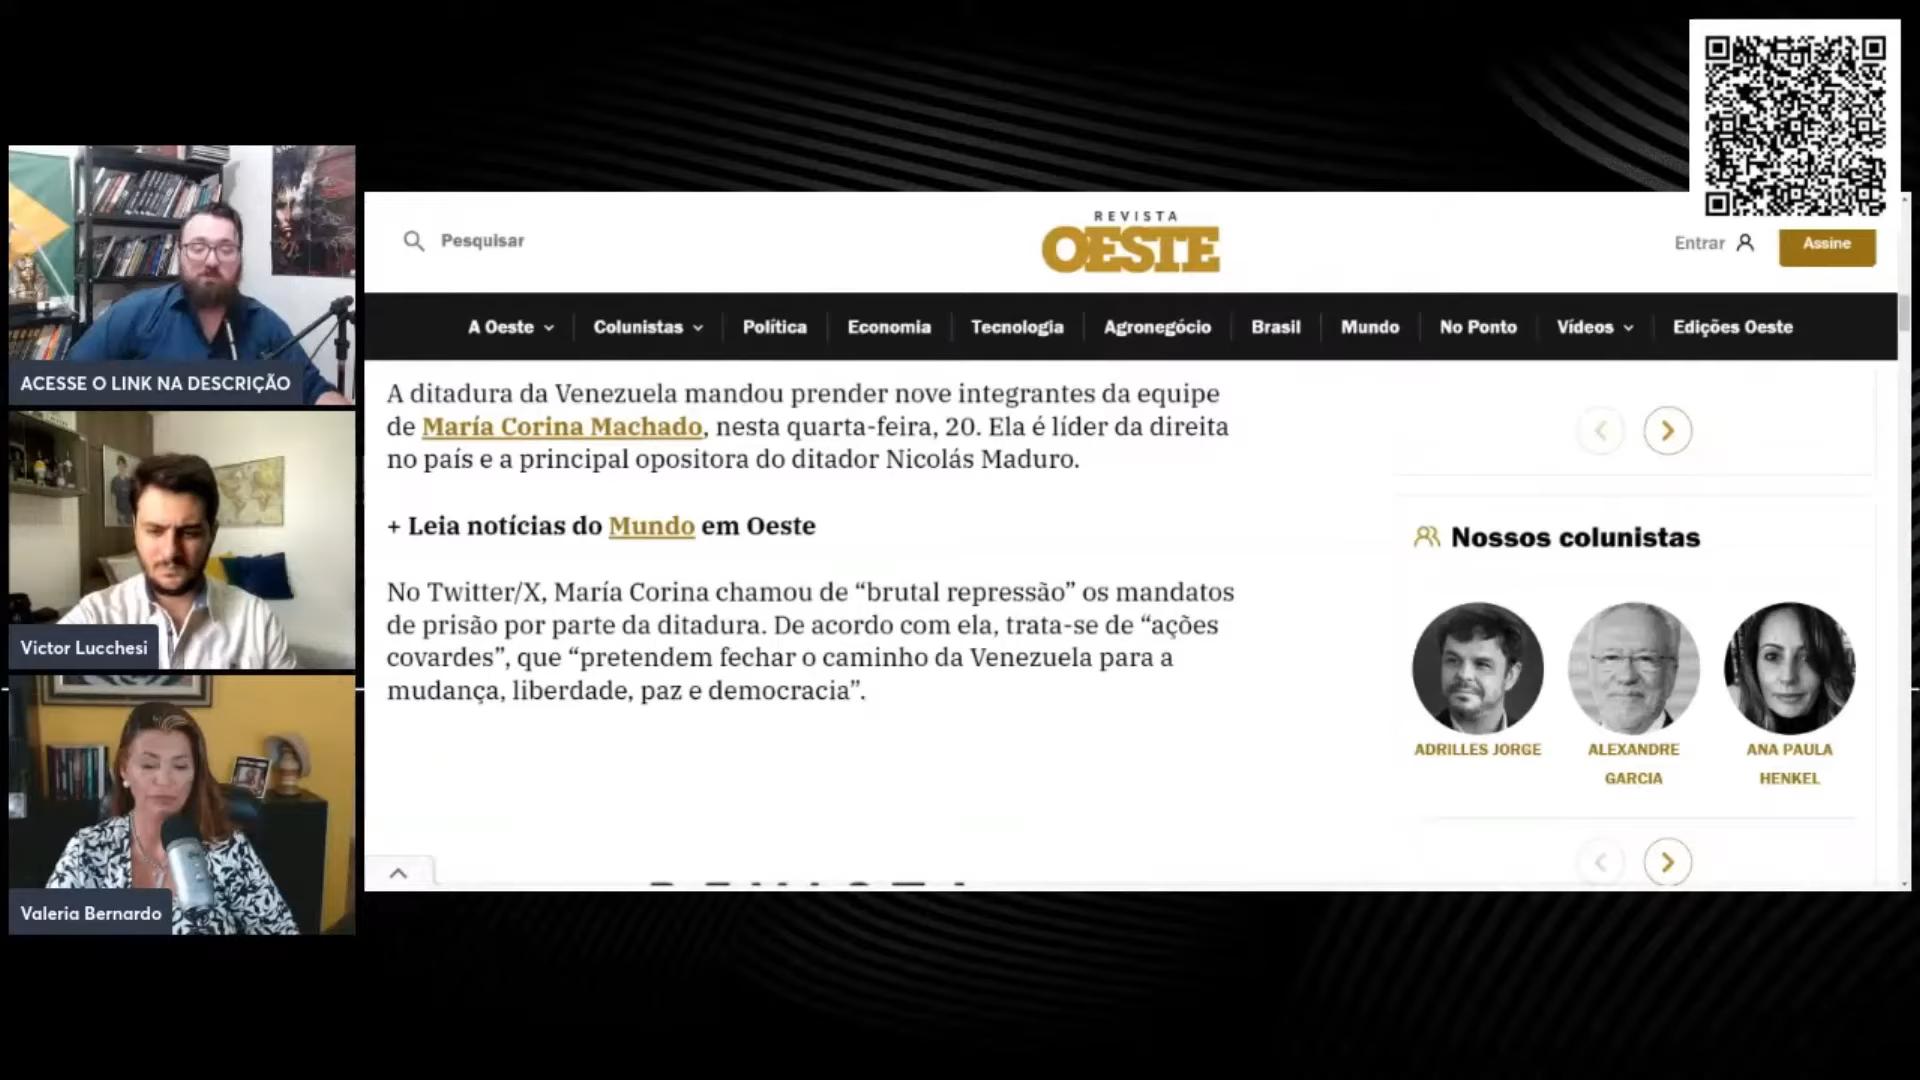 REVISTA
OESTE
Pesquisar
Entrar
Assine
A Oeste
Colunistas
Política
Economia
Tecnologia
Agronegócio
Brasil
Mundo
No Ponto
Vídeos
Edições Oeste
ACESSE O LINK NA DESCRIÇÃO
Victor Lucchesi
Valeria Bernardo
A ditadura da Venezuela mandou prender nove integrantes da equipe
de María Corina Machado, nesta quarta-feira, 20. Ela é líder da direita
no país e a principal opositora do ditador Nicolás Maduro.
+ Leia notícias do Mundo em Oeste
No Twitter/X, María Corina chamou de “brutal repressão” os mandatos
de prisão por parte da ditadura. De acordo com ela, trata-se de “ações
covardes”, que “pretendem fechar o caminho da Venezuela para a
mudança, liberdade, paz e democracia”.
Nossos colunistas
ADRILLES JORGE
ALEXANDRE
GARCIA
ANA PAULA
HENKEL